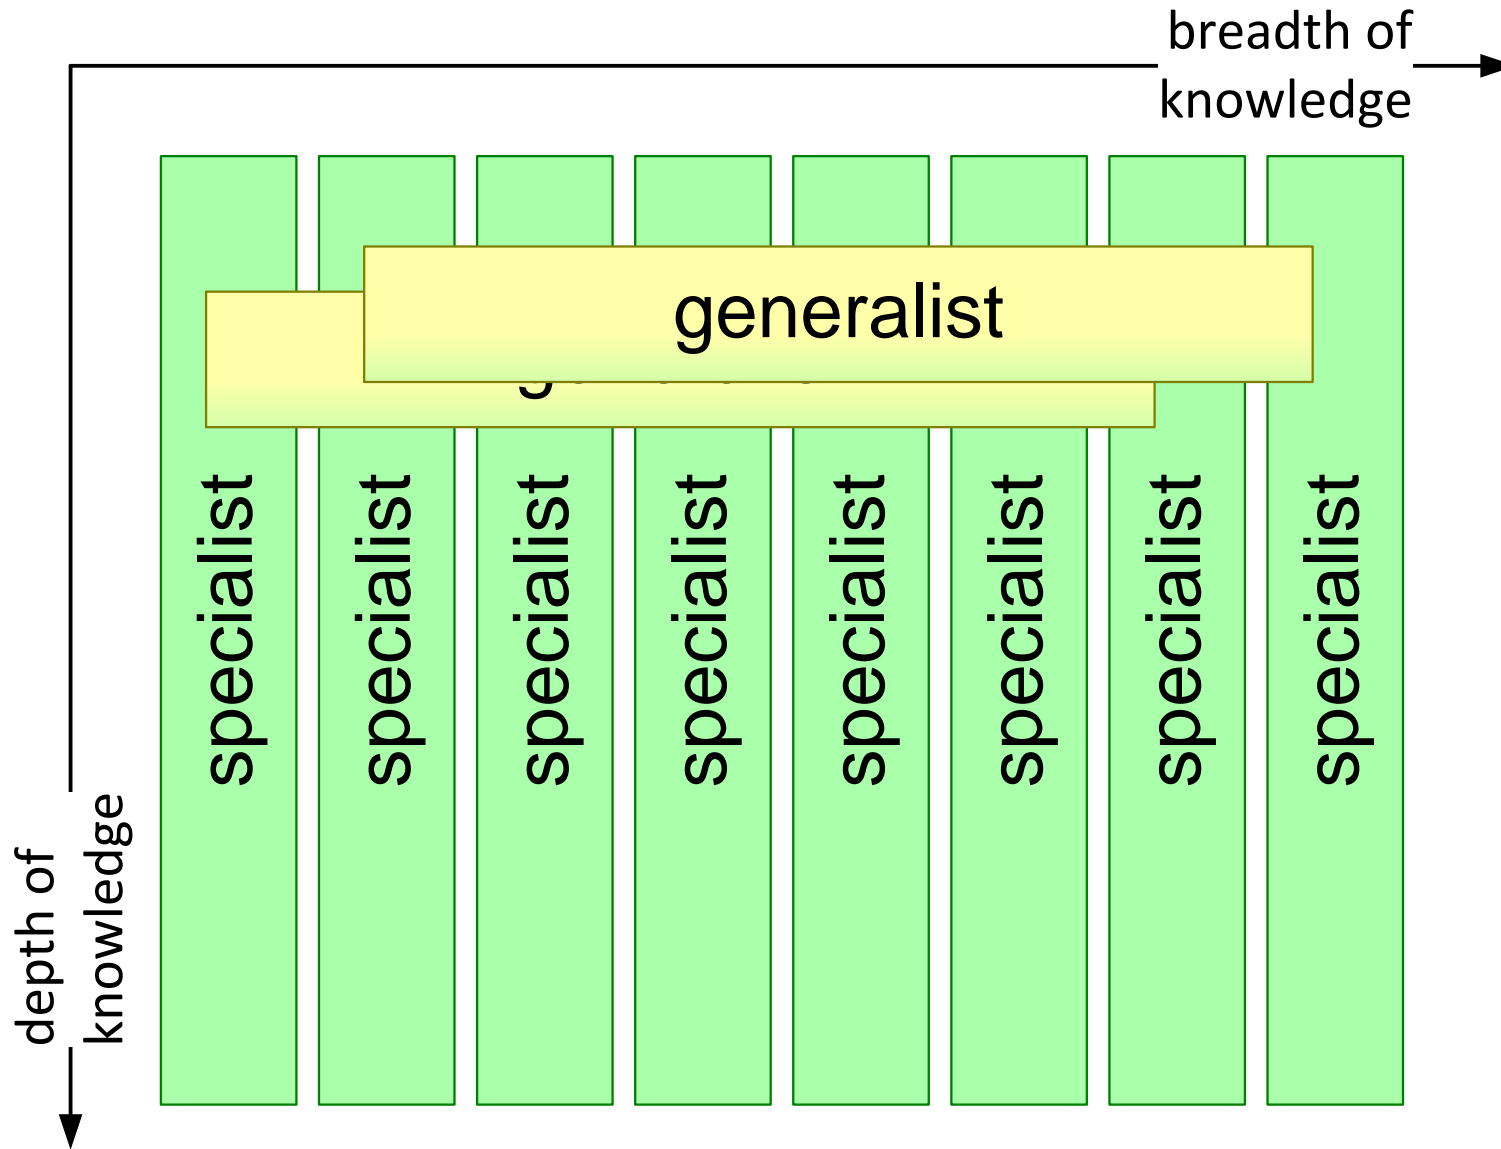 breadth of
knowledge
generalist
specialist
specialist
specialist
specialist
specialist
specialist
specialist
specialist
depth of
knowledge